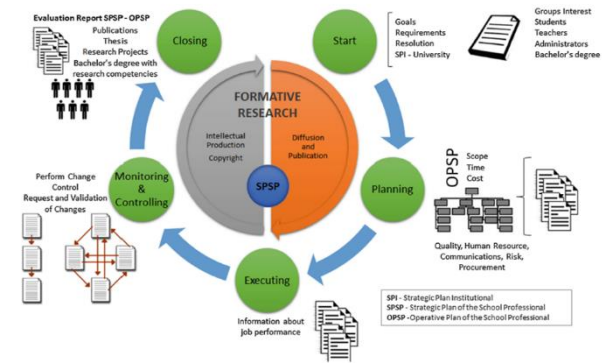 Evaluation Report SPSP - OPSP
Publications
Thesis
Research Projects
Bachelor's degree with
research competencies
Closing
Start
Goals
Requirements
Resolution
SPI - University
Groups Interest
Students
Teachers
Administrators
Bachelor's degree
FORMATIVE
RESEARCH
Intellectual
Production
Copyright
Diffusion
and
Publication
SPSP
Perform Change
Control
Request and Validation
of Changes
Monitoring
&
Controlling
Planning
OPSP
Scope
Time
Cost
Quality, Human Resource,
Communications, Risk,
Procurement
Executing
Information about
job performance
SPI - Strategic Plan Institutional
SPSP - Strategic Plan of the School Professional
OPSP -Operative Plan of the School Professional